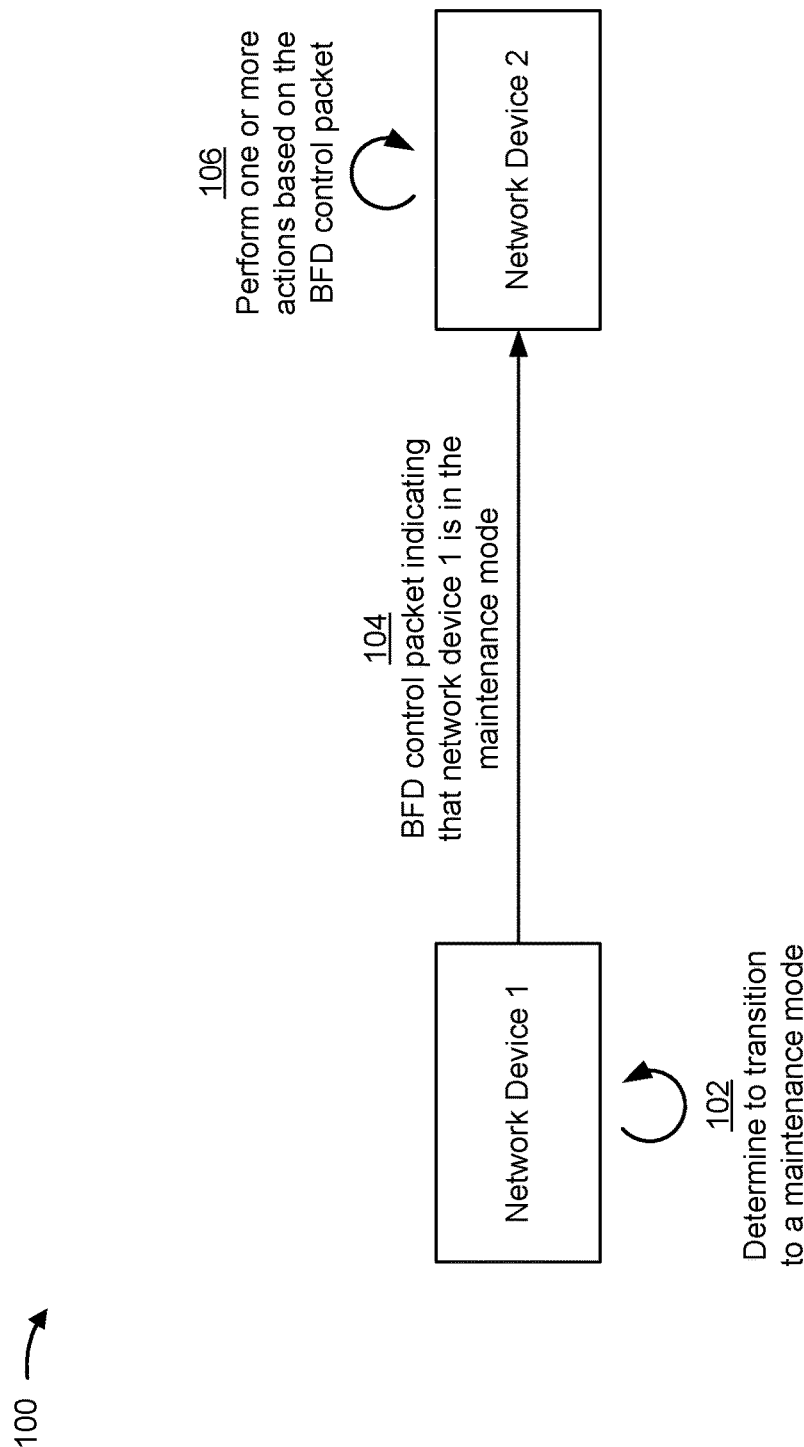 100
106
Perform one or more
actions based on the
BFD control packet
104
BFD control packet indicating
that network device 1 is in the
maintenance mode
Network Device 1
Network Device 2
102
Determine to transition
to a maintenance mode